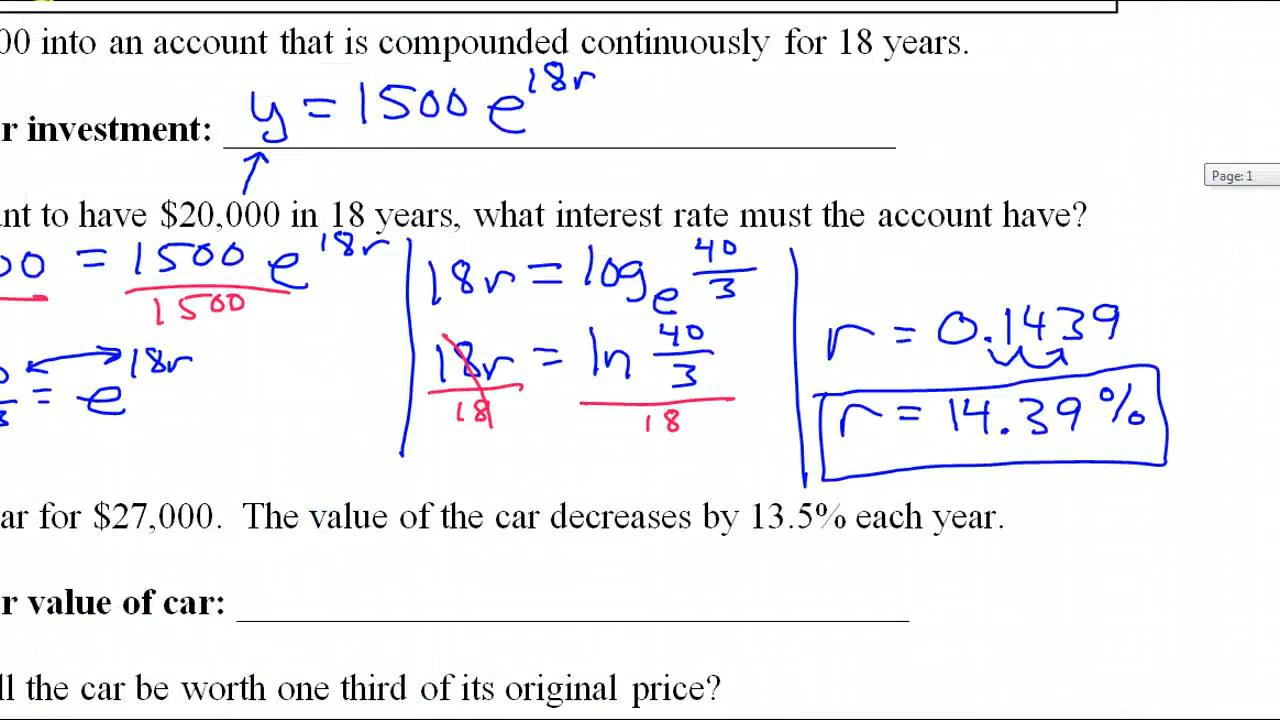 00 into an account that is compounded continuously for 18 years.
r investment: y = 1500 e^18r
Page: 1
nt to have $20,000 in 18 years, what interest rate must the account have?
00 = 1500 e^18r
1500
18r = log_e 40/3
0/3 = e^18r
18r = ln 40/3
18 18
r = 0.1439
r = 14.39%
ar for $27,000. The value of the car decreases by 13.5% each year.
r value of car:
ll the car be worth one third of its original price?